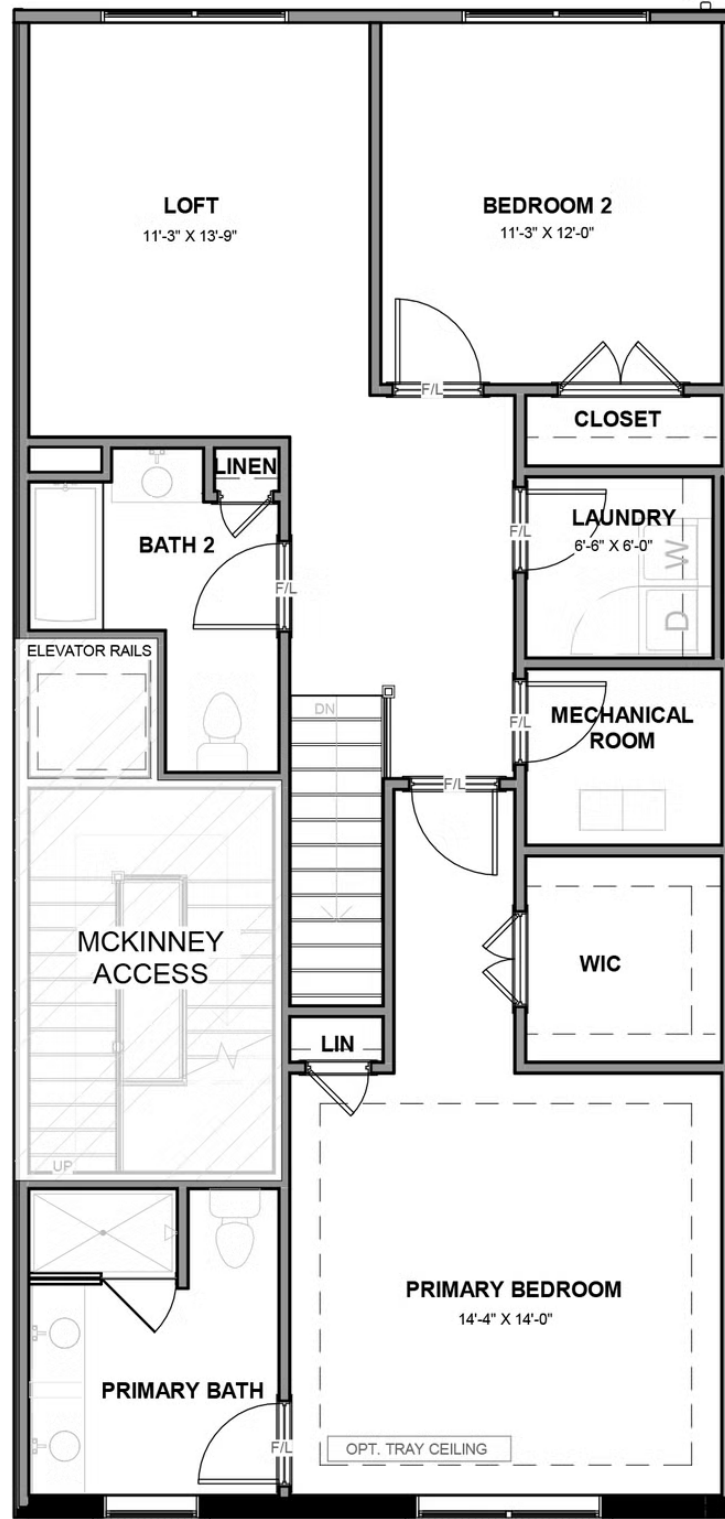 LOFT
11'-3" X 13'-9"
BEDROOM 2
11'-3" X 12'-0"
F/L
CLOSET
LINEN
BATH 2
F/L
F/L
LAUNDRY
6'-6" X 6'-0"
W
D
ELEVATOR RAILS
DN
F/L
MECHANICAL
ROOM
F/L
MCKINNEY
ACCESS
UP
WIC
LIN
PRIMARY BEDROOM
14'-4" X 14'-0"
OPT. TRAY CEILING
PRIMARY BATH
F/L